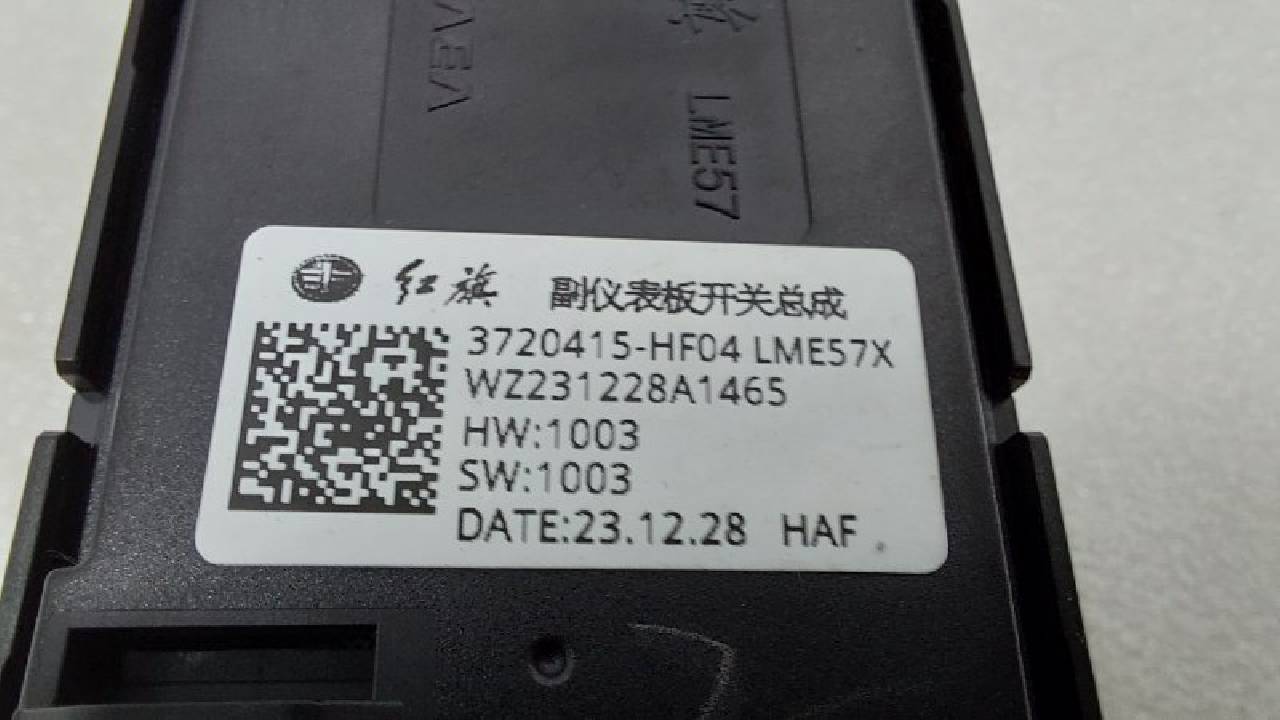 LME57
红旗 副仪表板开关总成
3720415-HF04 LME57X
WZ231228A1465
HW:1003
SW:1003
DATE:23.12.28 HAF